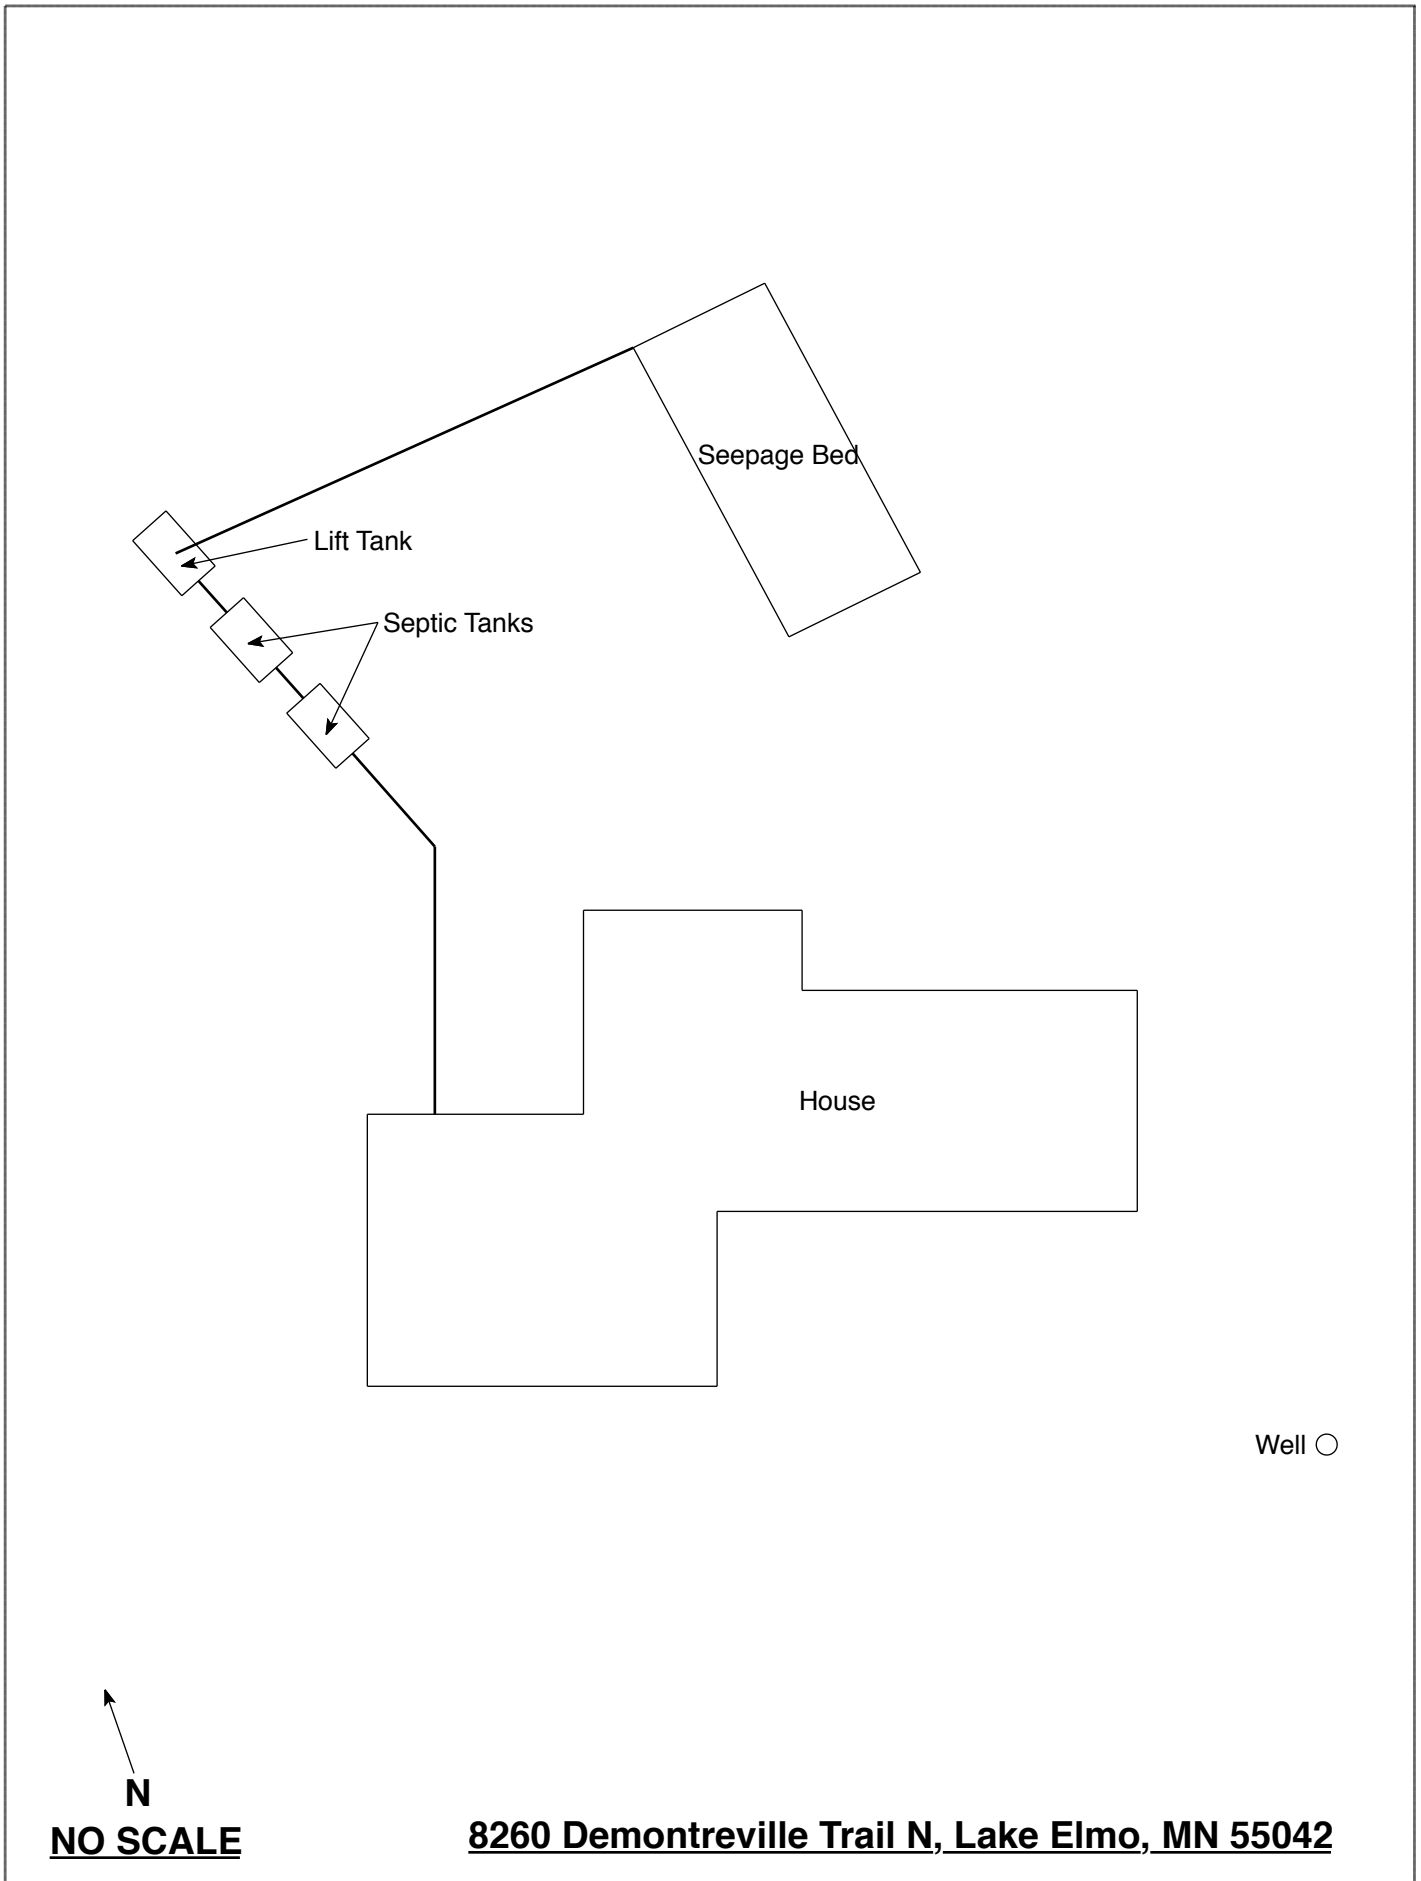 Seepage Bed
Lift Tank
Septic Tanks
House
Well
N
NO SCALE
8260 Demontreville Trail N, Lake Elmo, MN 55042